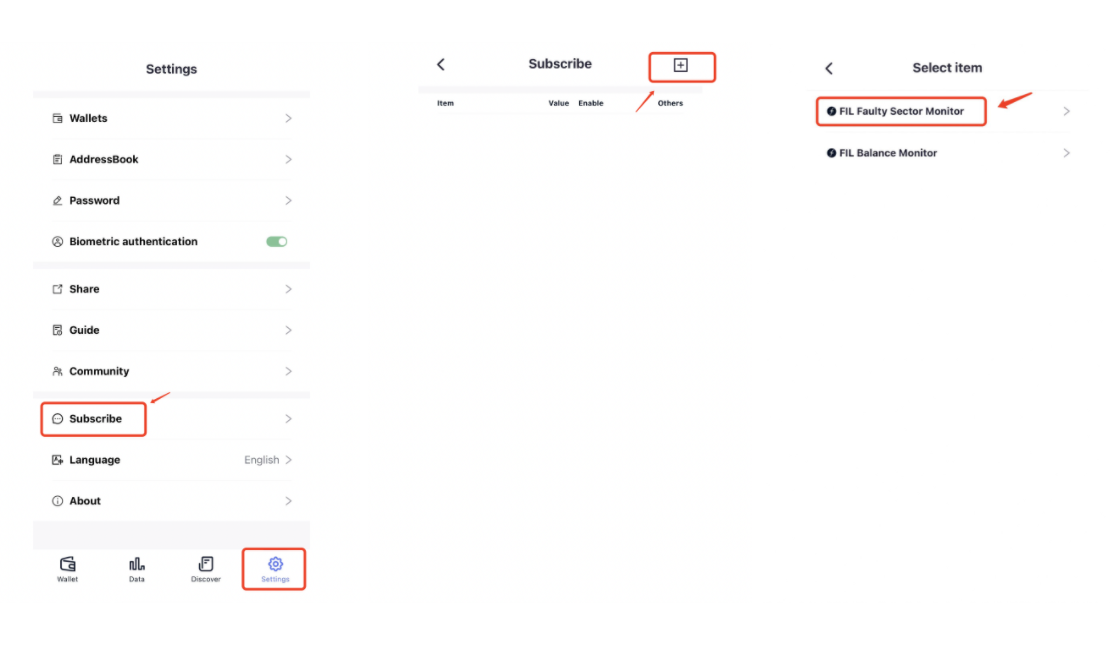 Settings
Wallets
AddressBook
Password
Biometric authentication
Share
Guide
Community
Subscribe
Language English
About
Wallet Data Discover Settings
Subscribe
Item Value Enable Others
Select item
FIL Faulty Sector Monitor
FIL Balance Monitor